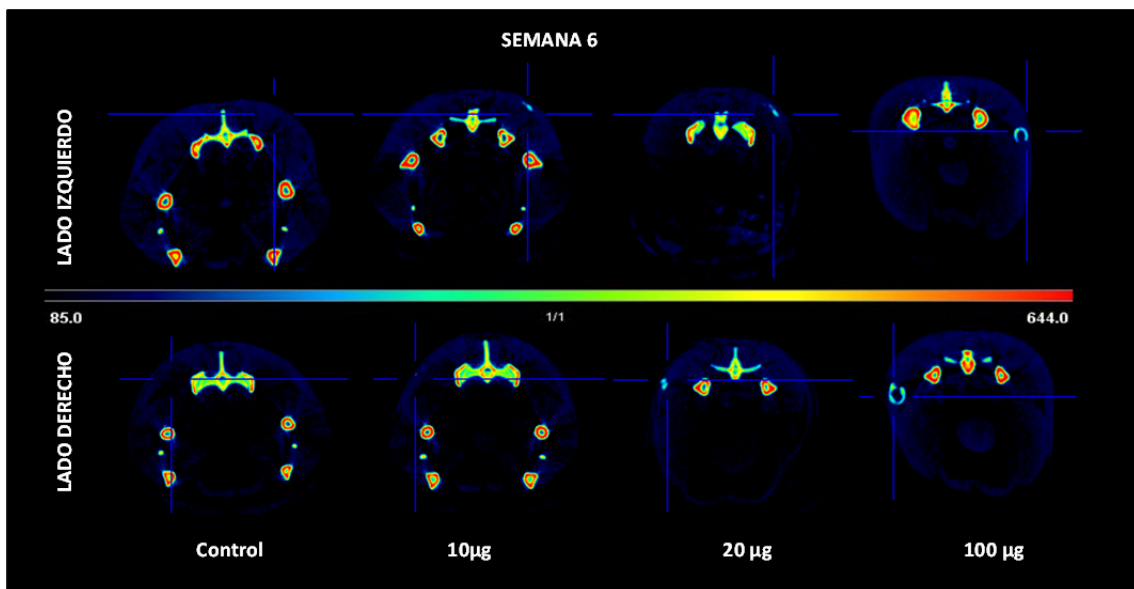 SEMANA 6
LADO IZQUIERDO
85.0
1/1
644.0
LADO DERECHO
Control
10µg
20 µg
100 µg